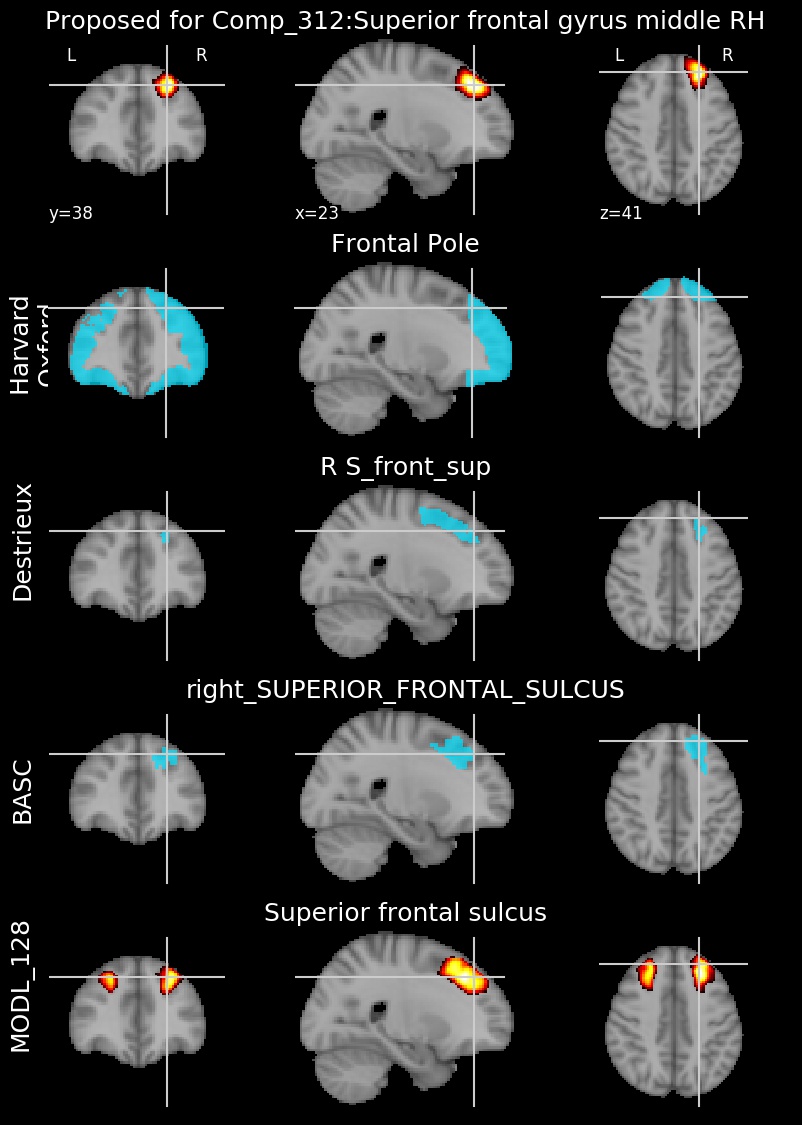 Proposed for Comp_312:Superior frontal gyrus middle RH
L R L R
y=38 x=23 z=41
Frontal Pole
Harvard
Oxford
R S_front_sup
Destrieux
right_SUPERIOR_FRONTAL_SULCUS
BASC
Superior frontal sulcus
MODL_128